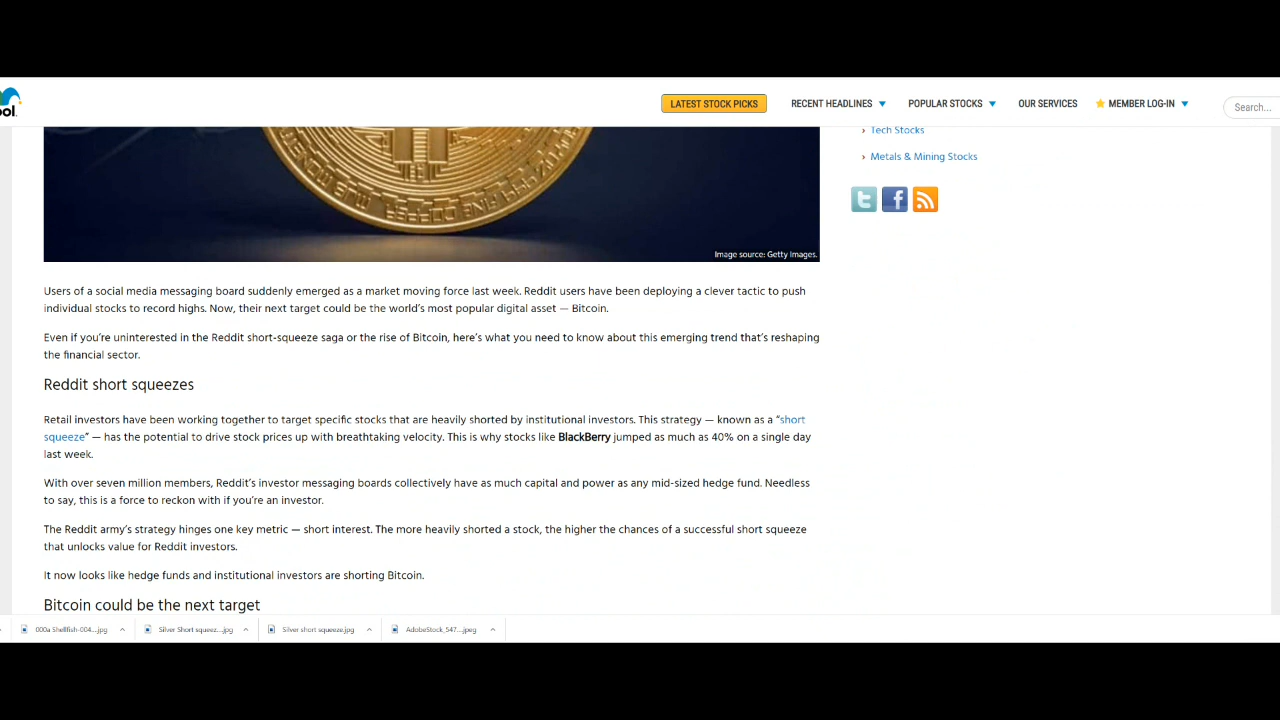 ool.
LATEST STOCK PICKS
RECENT HEADLINES
POPULAR STOCKS
OUR SERVICES
MEMBER LOG-IN
Search...
Tech Stocks
Metals & Mining Stocks
Image source: Getty Images.
Users of a social media messaging board suddenly emerged as a market moving force last week. Reddit users have been deploying a clever tactic to push
individual stocks to record highs. Now, their next target could be the world's most popular digital asset — Bitcoin.
Even if you're uninterested in the Reddit short-squeeze saga or the rise of Bitcoin, here's what you need to know about this emerging trend that's reshaping
the financial sector.
Reddit short squeezes
Retail investors have been working together to target specific stocks that are heavily shorted by institutional investors. This strategy — known as a "short
squeeze" — has the potential to drive stock prices up with breathtaking velocity. This is why stocks like BlackBerry jumped as much as 40% on a single day
last week.
With over seven million members, Reddit's investor messaging boards collectively have as much capital and power as any mid-sized hedge fund. Needless
to say, this is a force to reckon with if you're an investor.
The Reddit army's strategy hinges one key metric — short interest. The more heavily shorted a stock, the higher the chances of a successful short squeeze
that unlocks value for Reddit investors.
It now looks like hedge funds and institutional investors are shorting Bitcoin.
Bitcoin could be the next target
000a Shellfish-004....jpg
Silver Short squeez....jpg
Silver short squeeze.jpg
AdobeStock_547....jpeg